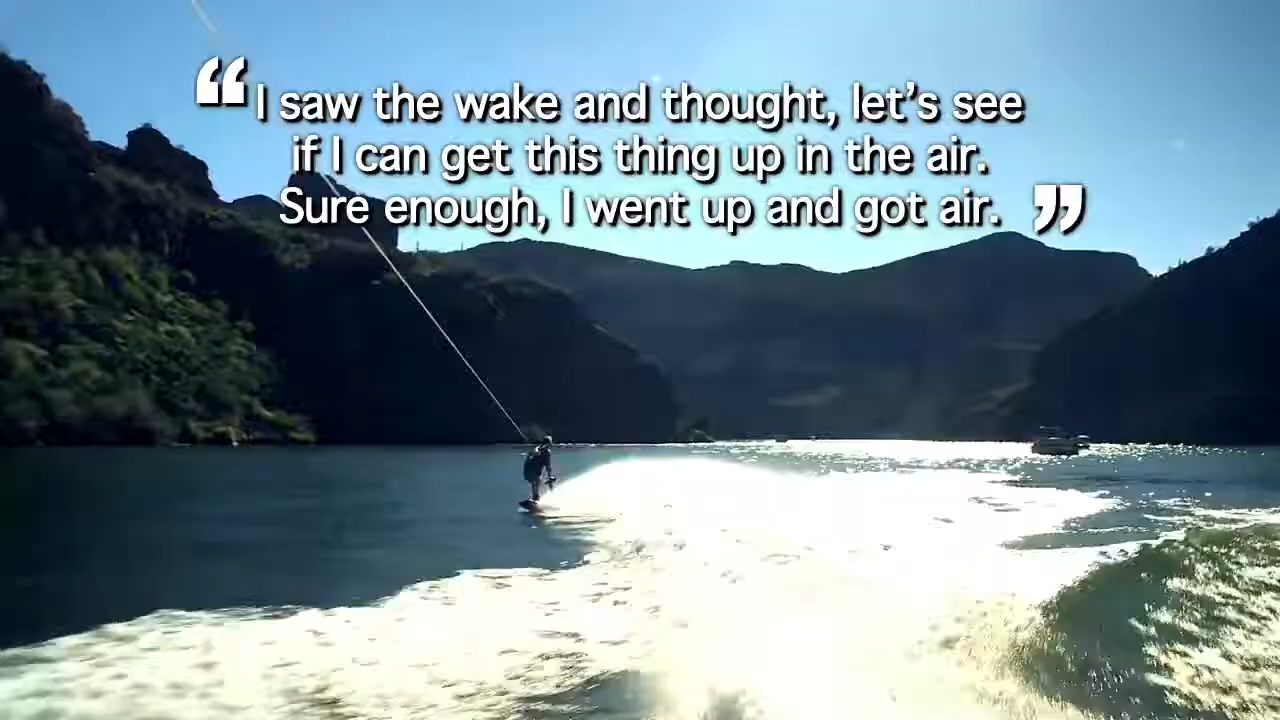 “I saw the wake and thought, let’s see
if I can get this thing up in the air.
Sure enough, I went up and got air.”